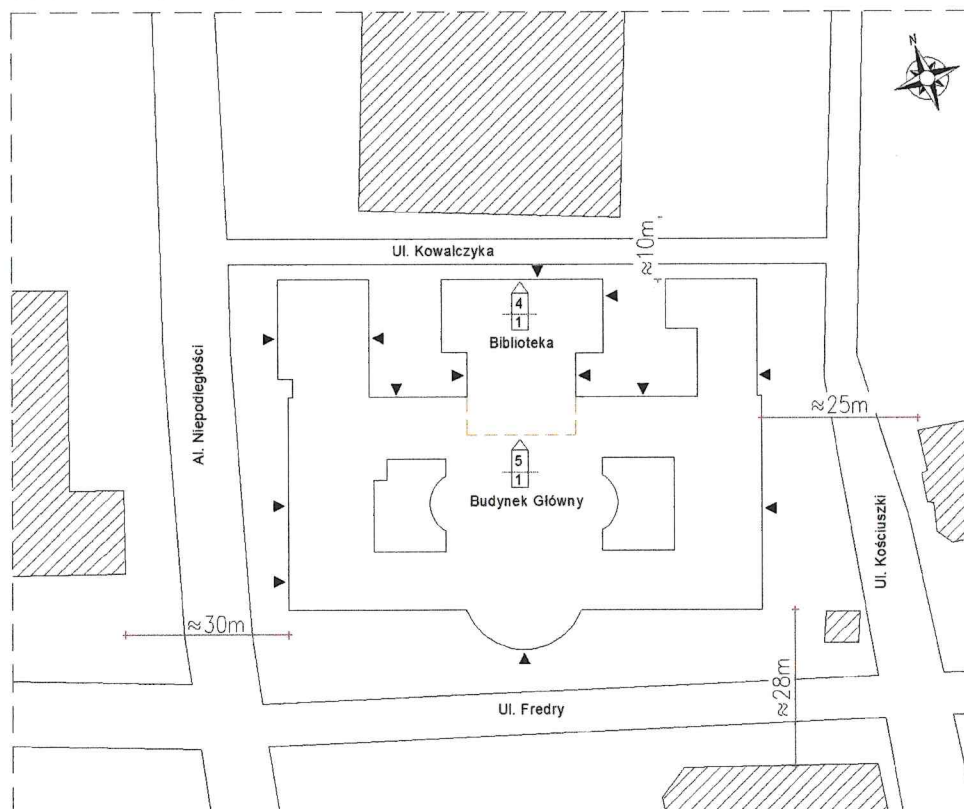 N
≈10m
Ul. Kowalczyka
4
1
Biblioteka
Al. Niepodległości
≈25m
5
1
Budynek Główny
Ul. Kościuszki
≈30m
≈28m
Ul. Fredry